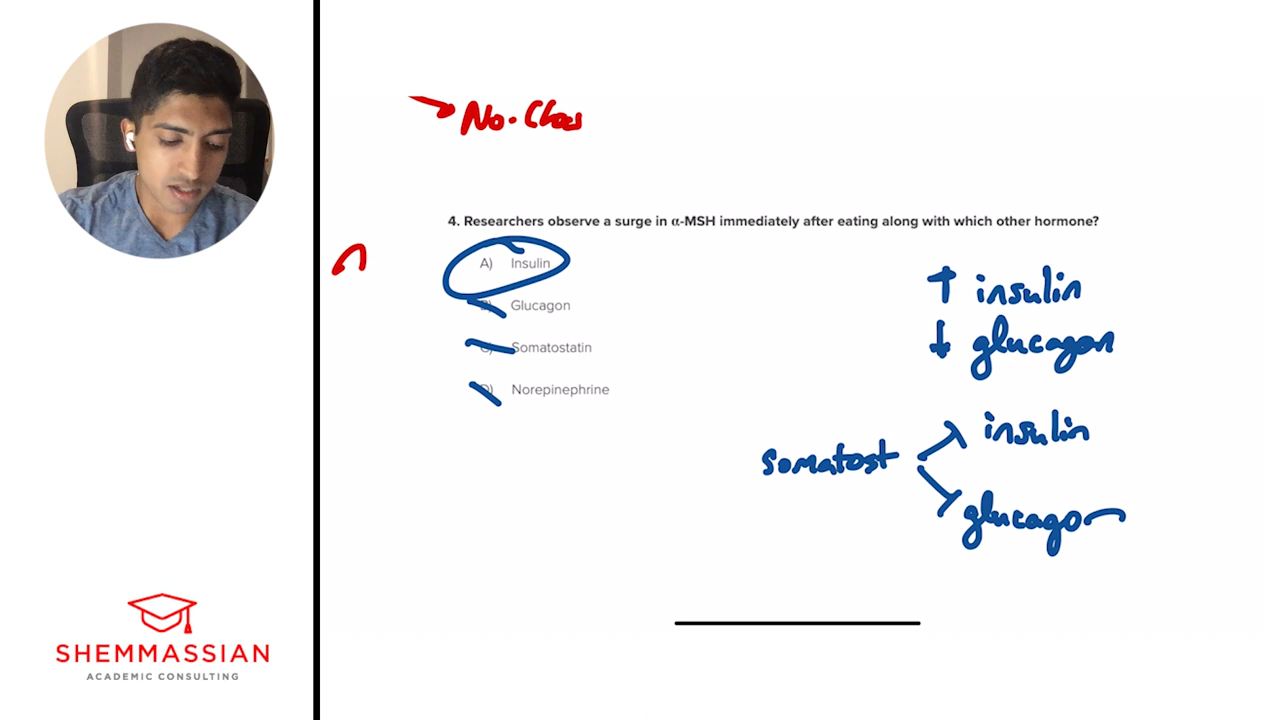 No.
4. Researchers observe a surge in α-MSH immediately after eating along with which other hormone?
A) Insulin
B) Glucagon
C) Somatostatin
D) Norepinephrine
↑ insulin
↓ glucagon
insulin
somatost
glucagon
SHEMMASSIAN
ACADEMIC CONSULTING